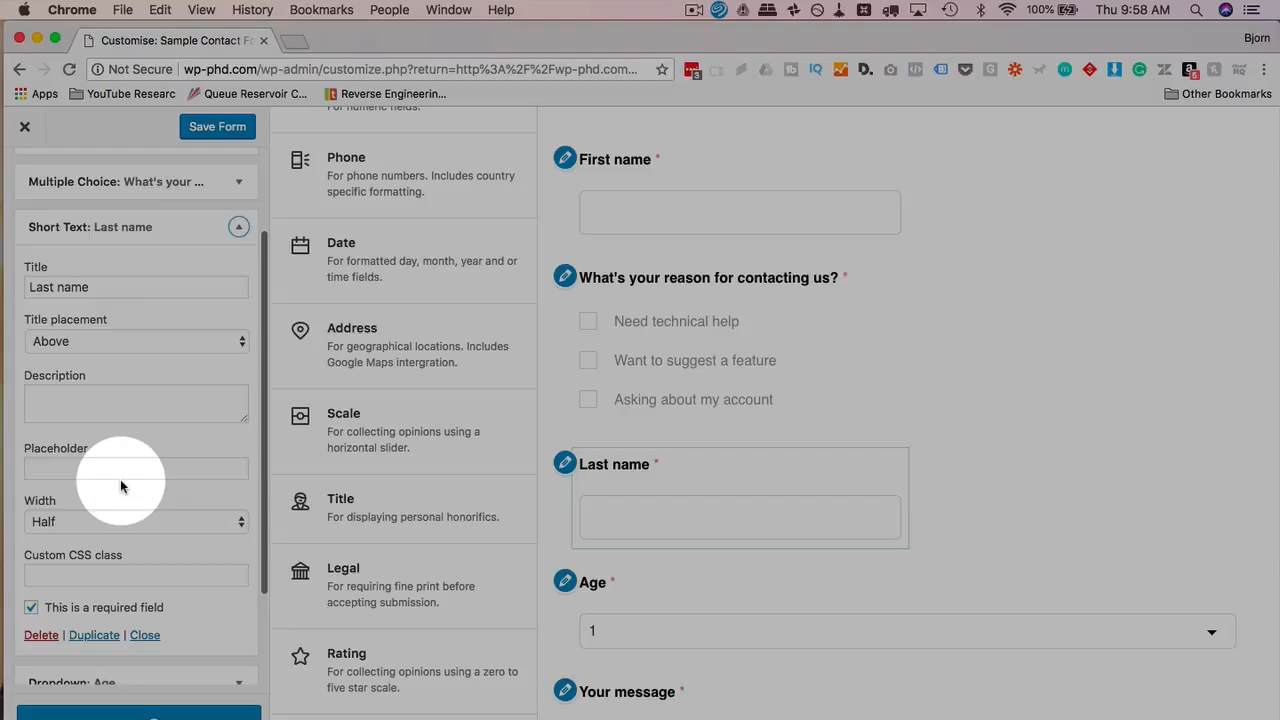 Chrome File Edit View History Bookmarks People Window Help 100% Thu 9:58 AM
Customise: Sample Contact Fo Bjorn
Not Secure wp-phd.com/wp-admin/customize.php?return=http%3A%2F%2Fwp-phd.com...
Apps YouTube Researc Queue Reservoir C... Reverse Engineerin... Other Bookmarks
Save Form
Multiple Choice: What's your ...
Short Text: Last name
Title
Last name
Title placement
Above
Description
Placeholder
Width
Half
Custom CSS class
This is a required field
Delete | Duplicate | Close
Dropdown: Age
For numeric fields.
Phone
For phone numbers. Includes country
specific formatting.
Date
For formatted day, month, year and or
time fields.
Address
For geographical locations. Includes
Google Maps intergration.
Scale
For collecting opinions using a
horizontal slider.
Title
For displaying personal honorifics.
Legal
For requiring fine print before
accepting submission.
Rating
For collecting opinions using a zero to
five star scale.
First name *
What's your reason for contacting us? *
Need technical help
Want to suggest a feature
Asking about my account
Last name *
Age *
1
Your message *